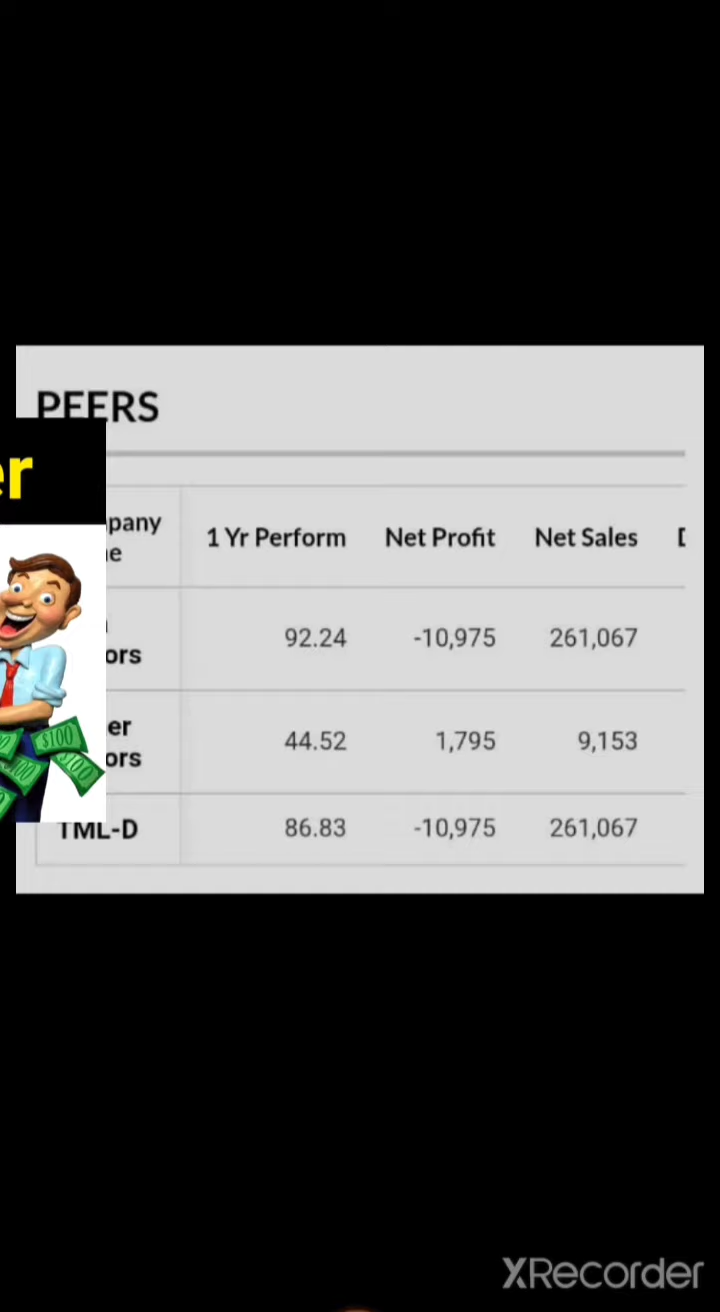 PEERS
er
pany
e
1 Yr Perform Net Profit Net Sales
ors
92.24 -10,975 261,067
er
ors
44.52 1,795 9,153
TML-D 86.83 -10,975 261,067
$100
$100
XRecorder